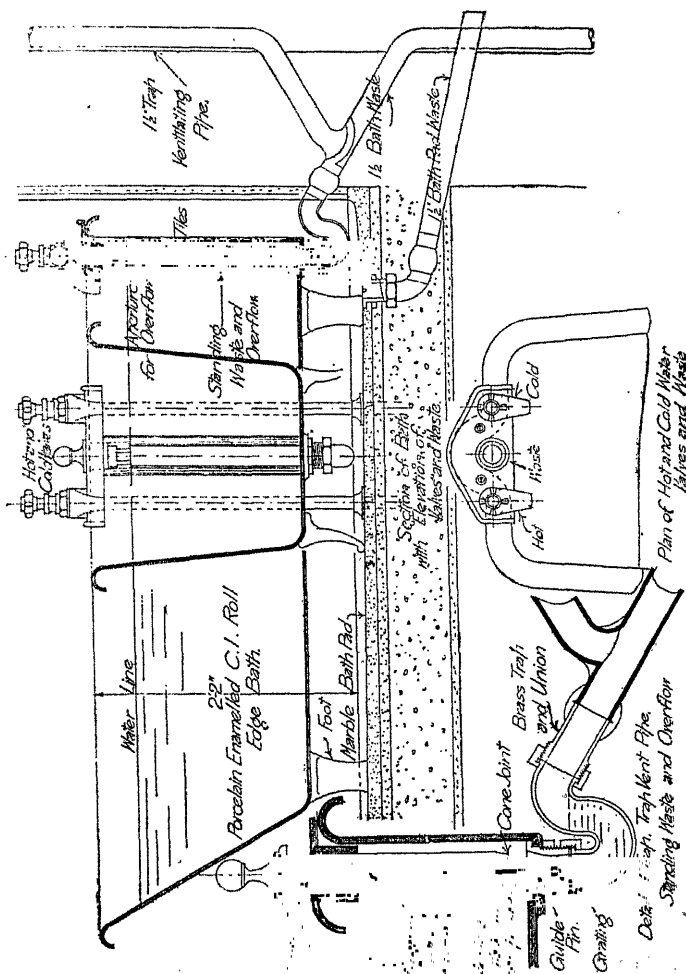 1½" Trap
Ventilating
Pipe.
1½ Bath Waste
1½" Bath Pad Waste
Tiles
Aperture
for
Overflow
Standing
Waste and
Overflow
Hot and
Cold
Section of Bath
with Elevation of
Valves and Waste
Water Line
2'2"
Porcelain Enamelled C.I. Roll
Edge Bath.
Foot
Marble Bath Pad
Cold
Waste
Hot
Plan of Hot and Cold Water
Valves and Waste
Brass Trap
and Union
Cone Joint
Guide
Pin.
Grating
Trap, Trap Vent Pipe,
Standing Waste and Overflow